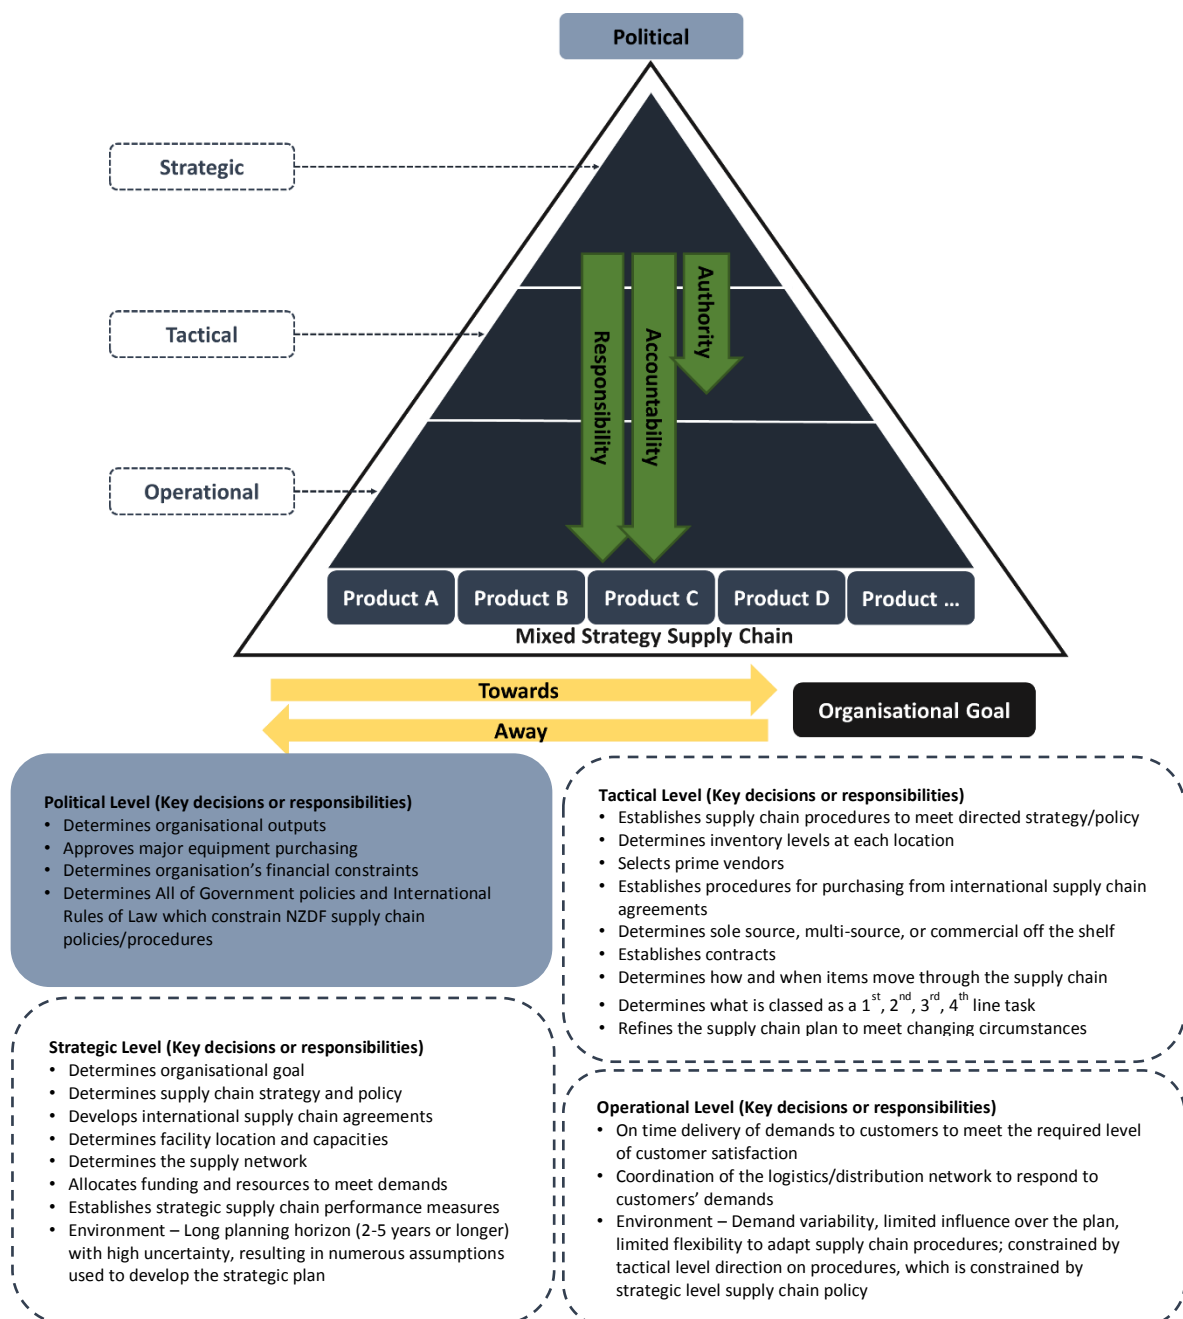 Political
Strategic
Tactical
Operational
Responsibility
Accountability
Authority
Product A
Product B
Product C
Product D
Product ...
Mixed Strategy Supply Chain
Towards
Away
Organisational Goal
Political Level (Key decisions or responsibilities)
• Determines organisational outputs
• Approves major equipment purchasing
• Determines organisation’s financial constraints
• Determines All of Government policies and International
Rules of Law which constrain NZDF supply chain
policies/procedures
Strategic Level (Key decisions or responsibilities)
• Determines organisational goal
• Determines supply chain strategy and policy
• Develops international supply chain agreements
• Determines facility location and capacities
• Determines the supply network
• Allocates funding and resources to meet demands
• Establishes strategic supply chain performance measures
• Environment – Long planning horizon (2-5 years or longer)
with high uncertainty, resulting in numerous assumptions
used to develop the strategic plan
Tactical Level (Key decisions or responsibilities)
• Establishes supply chain procedures to meet directed strategy/policy
• Determines inventory levels at each location
• Selects prime vendors
• Establishes procedures for purchasing from international supply chain
agreements
• Determines sole source, multi-source, or commercial off the shelf
• Establishes contracts
• Determines how and when items move through the supply chain
• Determines what is classed as a 1st, 2nd, 3rd, 4th line task
• Refines the supply chain plan to meet changing circumstances
Operational Level (Key decisions or responsibilities)
• On time delivery of demands to customers to meet the required level
of customer satisfaction
• Coordination of the logistics/distribution network to respond to
customers’ demands
• Environment – Demand variability, limited influence over the plan,
limited flexibility to adapt supply chain procedures; constrained by
tactical level direction on procedures, which is constrained by
strategic level supply chain policy